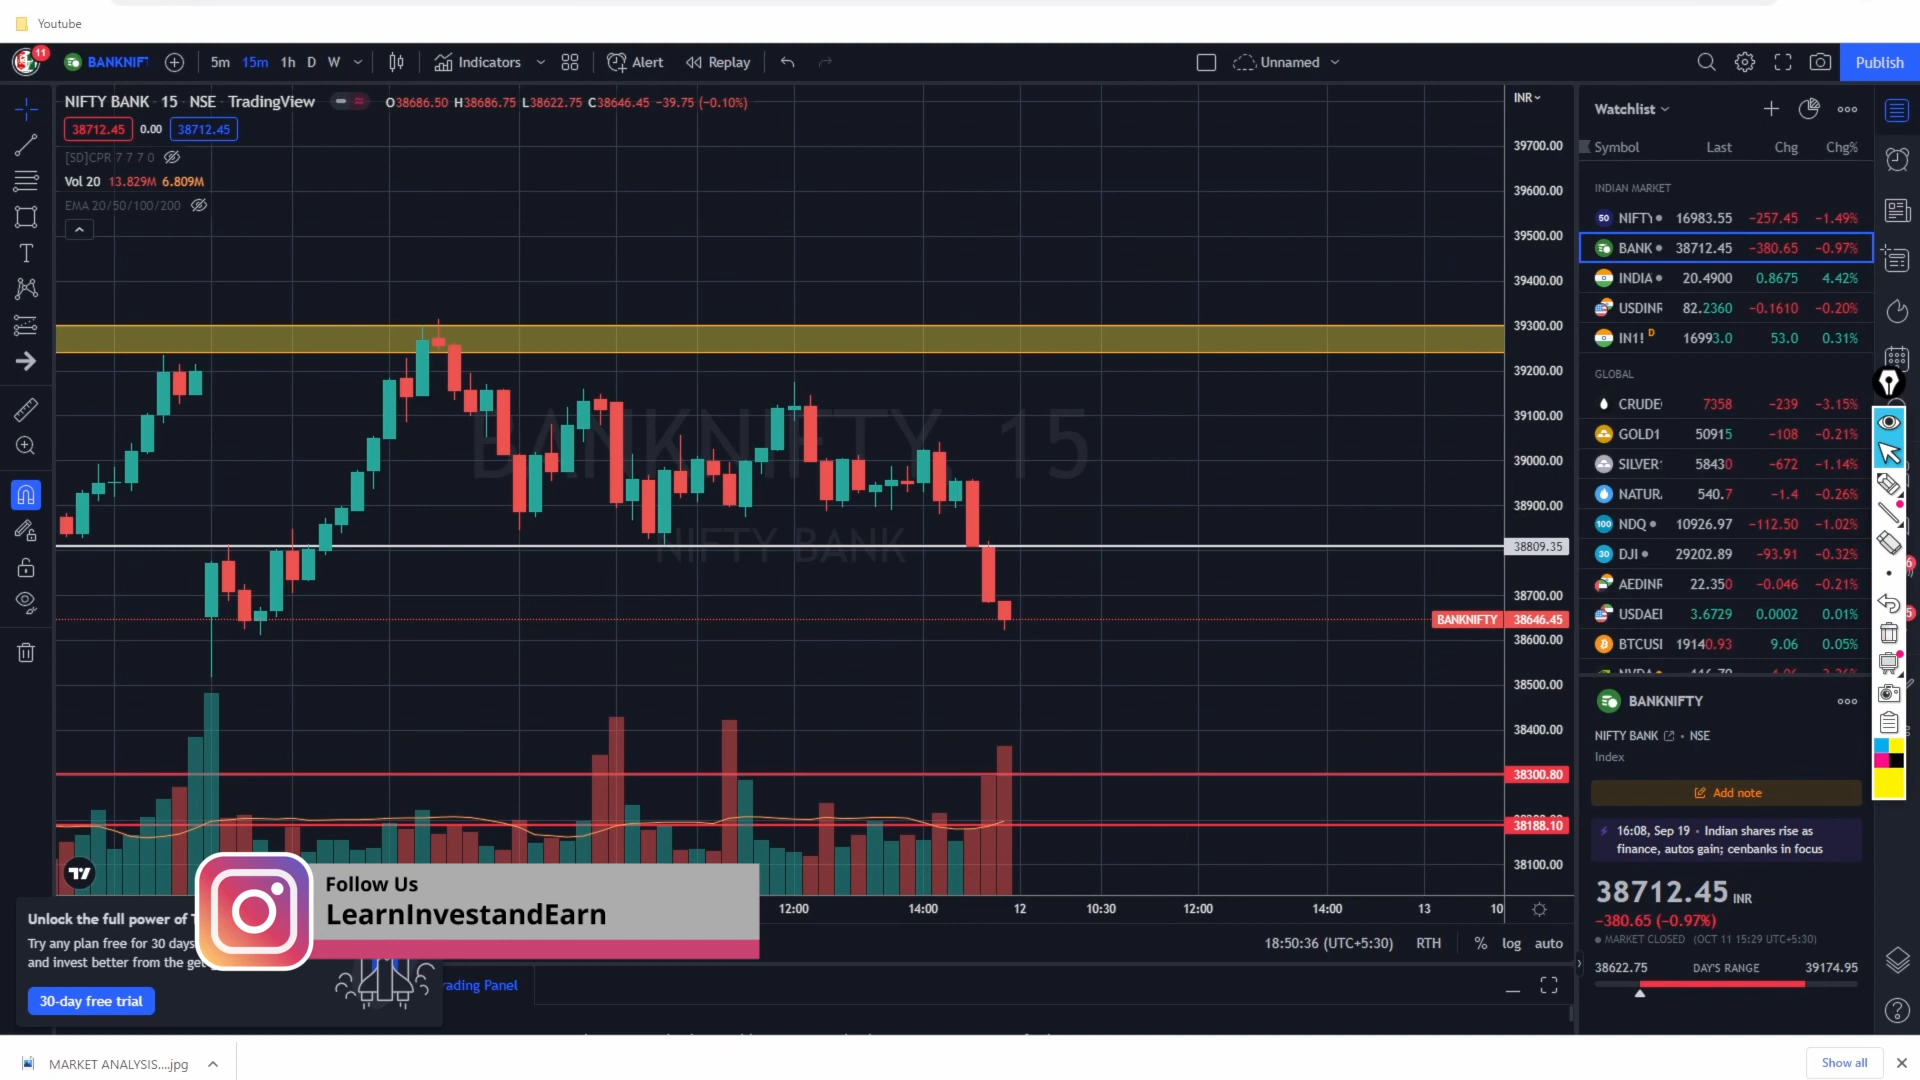 Youtube
11
BANKNIFT
5m 15m 1h D W
Indicators
Alert
Replay
Unnamed
Publish
NIFTY BANK 15 NSE TradingView
O38686.50 H38686.75 L38622.75 C38646.45 −39.75 (−0.10%)
38712.45 0.00 38712.45
[SD]CPR 7 7 7 0
Vol 20 13.829M 6.809M
EMA 20/50/100/200
BANKNIFTY 15
NIFTY BANK
INR
39700.00
39600.00
39500.00
39400.00
39300.00
39200.00
39100.00
39000.00
38900.00
38809.35
38700.00
BANKNIFTY 38646.45
38600.00
38500.00
38400.00
38300.80
38188.10
38100.00
12:00 14:00 12 10:30 12:00 14:00 13 10
18:50:36 (UTC+5:30) RTH % log auto
Watchlist
Symbol Last Chg Chg%
INDIAN MARKET
50 NIFTY 16983.55 −257.45 −1.49%
BANK 38712.45 −380.65 −0.97%
INDIA 20.4900 0.8675 4.42%
USDINR 82.2360 −0.1610 −0.20%
IN1! D 16993.0 53.0 0.31%
GLOBAL
CRUDE 7358 −239 −3.15%
GOLD1 50915 −108 −0.21%
SILVER 58430 −672 −1.14%
NATUR 540.7 −1.4 −0.26%
100 NDQ 10926.97 −112.50 −1.02%
30 DJI 29202.89 −93.91 −0.32%
AEDINR 22.350 −0.046 −0.21%
USDAEI 3.6729 0.0002 0.01%
BTCUSI 19140.93 9.06 0.05%
BANKNIFTY
NIFTY BANK • NSE
Index
Add note
16:08, Sep 19 • Indian shares rise as
finance, autos gain; cenbanks in focus
38712.45 INR
−380.65 (−0.97%)
MARKET CLOSED (OCT 11 15:29 UTC+5:30)
38622.75 DAY'S RANGE 39174.95
Follow Us
LearnInvestandEarn
Unlock the full power of T
Try any plan free for 30 days
and invest better from the get
30-day free trial
rading Panel
MARKET ANALYSIS....jpg
Show all